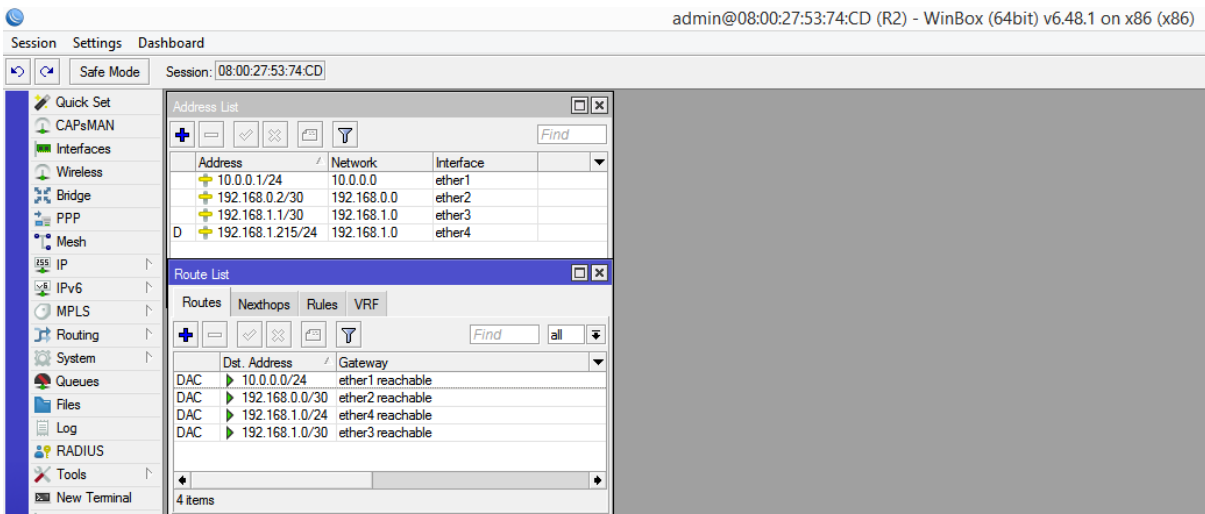 admin@08:00:27:53:74:CD (R2) - WinBox (64bit) v6.48.1 on x86 (x86)
Session Settings Dashboard
Safe Mode Session: 08:00:27:53:74:CD
Quick Set
CAPsMAN
Interfaces
Wireless
Bridge
PPP
Mesh
IP
IPv6
MPLS
Routing
System
Queues
Files
Log
RADIUS
Tools
New Terminal
Address List
Find
Address Network Interface
10.0.0.1/24 10.0.0.0 ether1
192.168.0.2/30 192.168.0.0 ether2
192.168.1.1/30 192.168.1.0 ether3
D 192.168.1.215/24 192.168.1.0 ether4
Route List
Routes Nexthops Rules VRF
Find all
Dst. Address Gateway
DAC 10.0.0.0/24 ether1 reachable
DAC 192.168.0.0/30 ether2 reachable
DAC 192.168.1.0/24 ether4 reachable
DAC 192.168.1.0/30 ether3 reachable
4 items